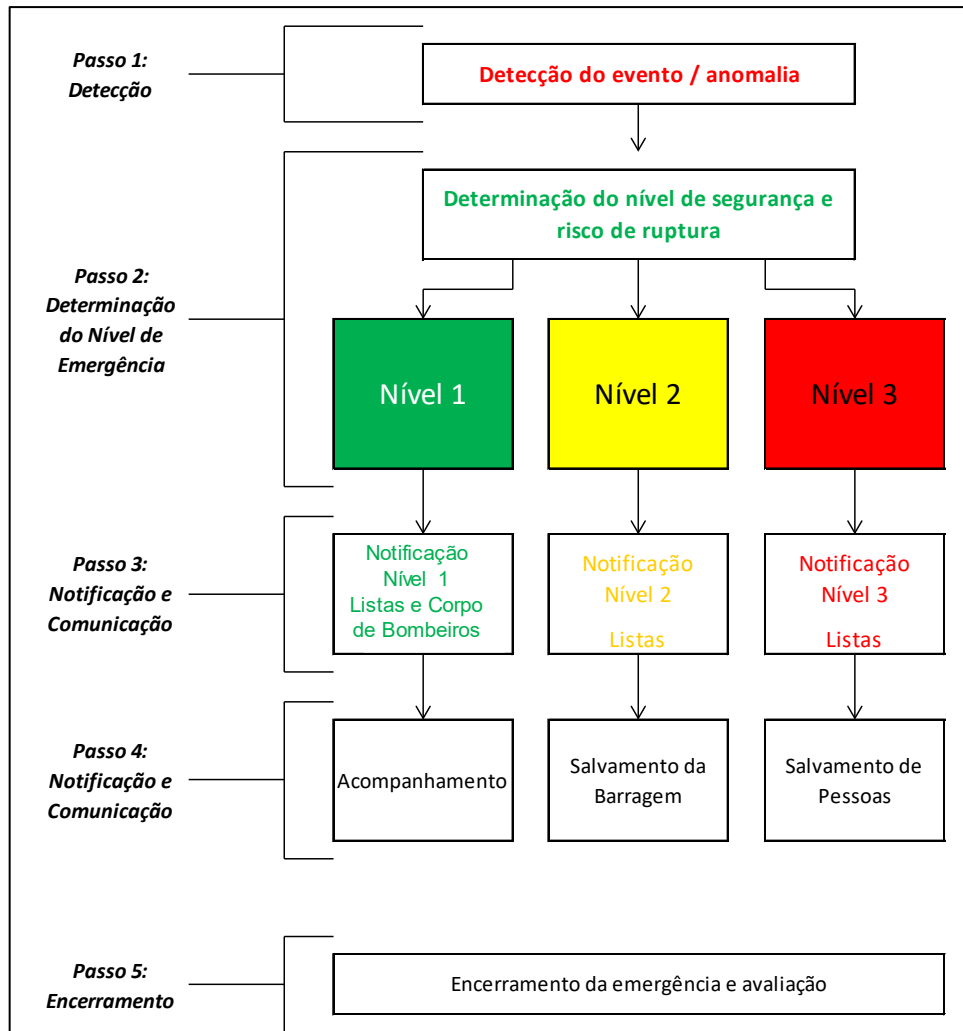 Passo 1:
Detecção
Detecção do evento / anomalia
Passo 2:
Determinação
do Nível de
Emergência
Determinação do nível de segurança e
risco de ruptura
Nível 1
Nível 2
Nível 3
Passo 3:
Notificação e
Comunicação
Notificação
Nível 1
Listas e Corpo
de Bombeiros
Notificação
Nível 2
Listas
Notificação
Nível 3
Listas
Passo 4:
Notificação e
Comunicação
Acompanhamento
Salvamento da
Barragem
Salvamento de
Pessoas
Passo 5:
Encerramento
Encerramento da emergência e avaliação